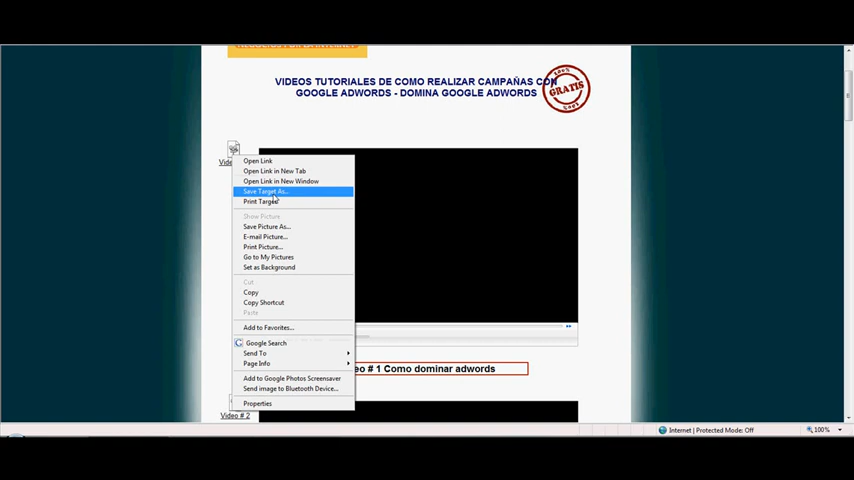 NEGOCIOS POR INTERNET
VIDEOS TUTORIALES DE COMO REALIZAR CAMPAÑAS CON
GOOGLE ADWORDS - DOMINA GOOGLE ADWORDS
100%
GRATIS
Open Link
Open Link in New Tab
Open Link in New Window
Save Target As...
Print Target
Show Picture
Save Picture As...
E-mail Picture...
Print Picture...
Go to My Pictures
Set as Background
Cut
Copy
Copy Shortcut
Paste
Add to Favorites...
Google Search
Send To
Page Info
Add to Google Photos Screensaver
Send image to Bluetooth Device...
Properties
# 1 Como dominar adwords
Video # 2
Internet | Protected Mode: Off
100%